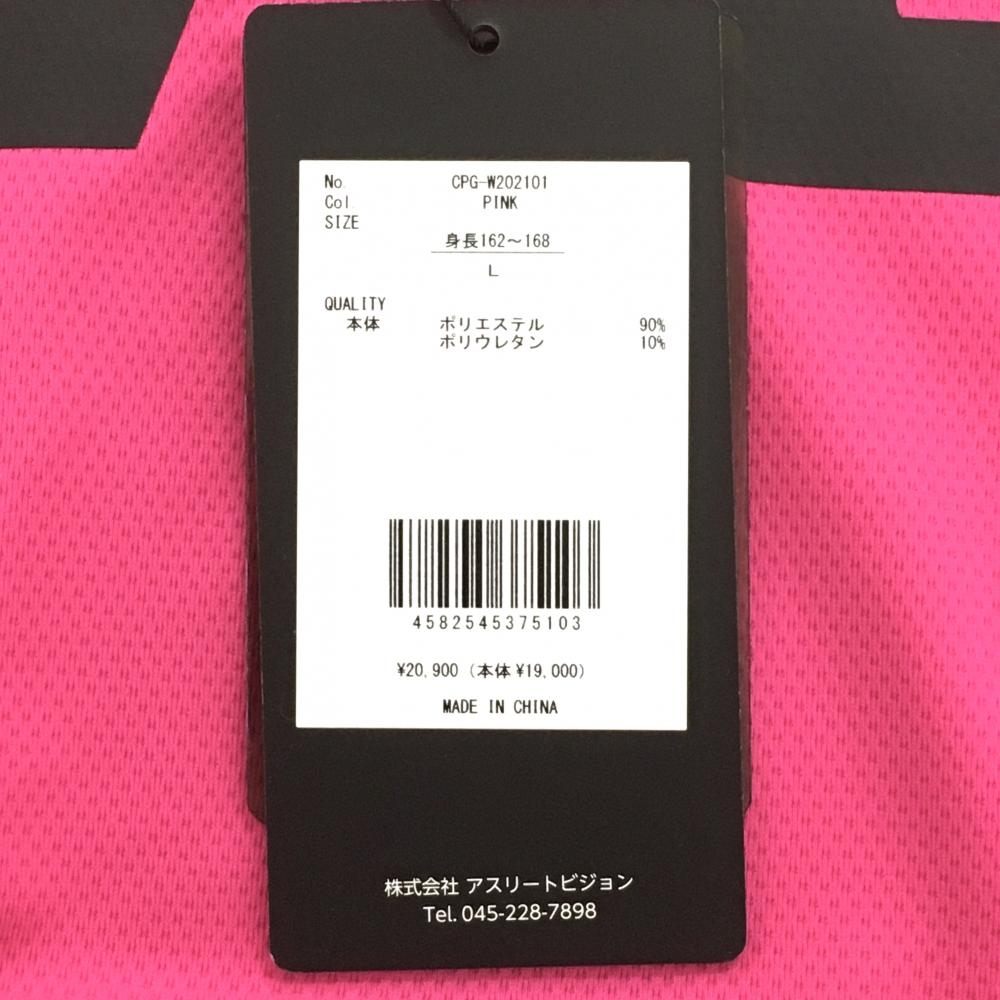 No. CPG-W202101
Col. PINK
SIZE
身長162～168
L
QUALITY
本体 ポリエステル 90%
ポリウレタン 10%
4582545375103
¥20,900 (本体¥19,000)
MADE IN CHINA
株式会社 アスリートビジョン
Tel. 045-228-7898